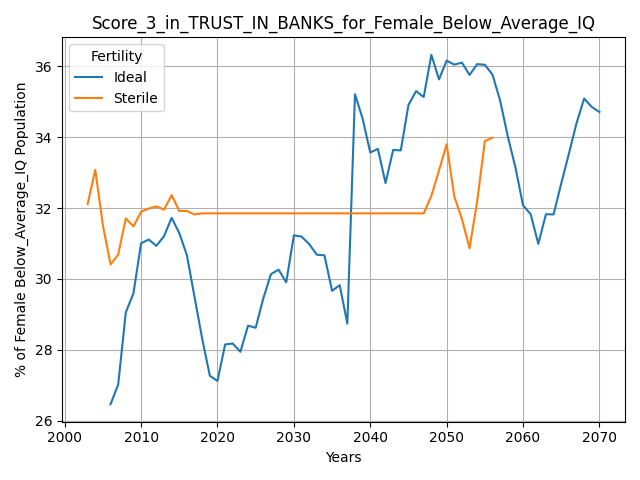 Score_3_in_TRUST_IN_BANKS_for_Female_Below_Average_IQ
Fertility
Ideal
Sterile
% of Female Below_Average_IQ Population
36
34
32
30
28
26
2000 2010 2020 2030 2040 2050 2060 2070
Years